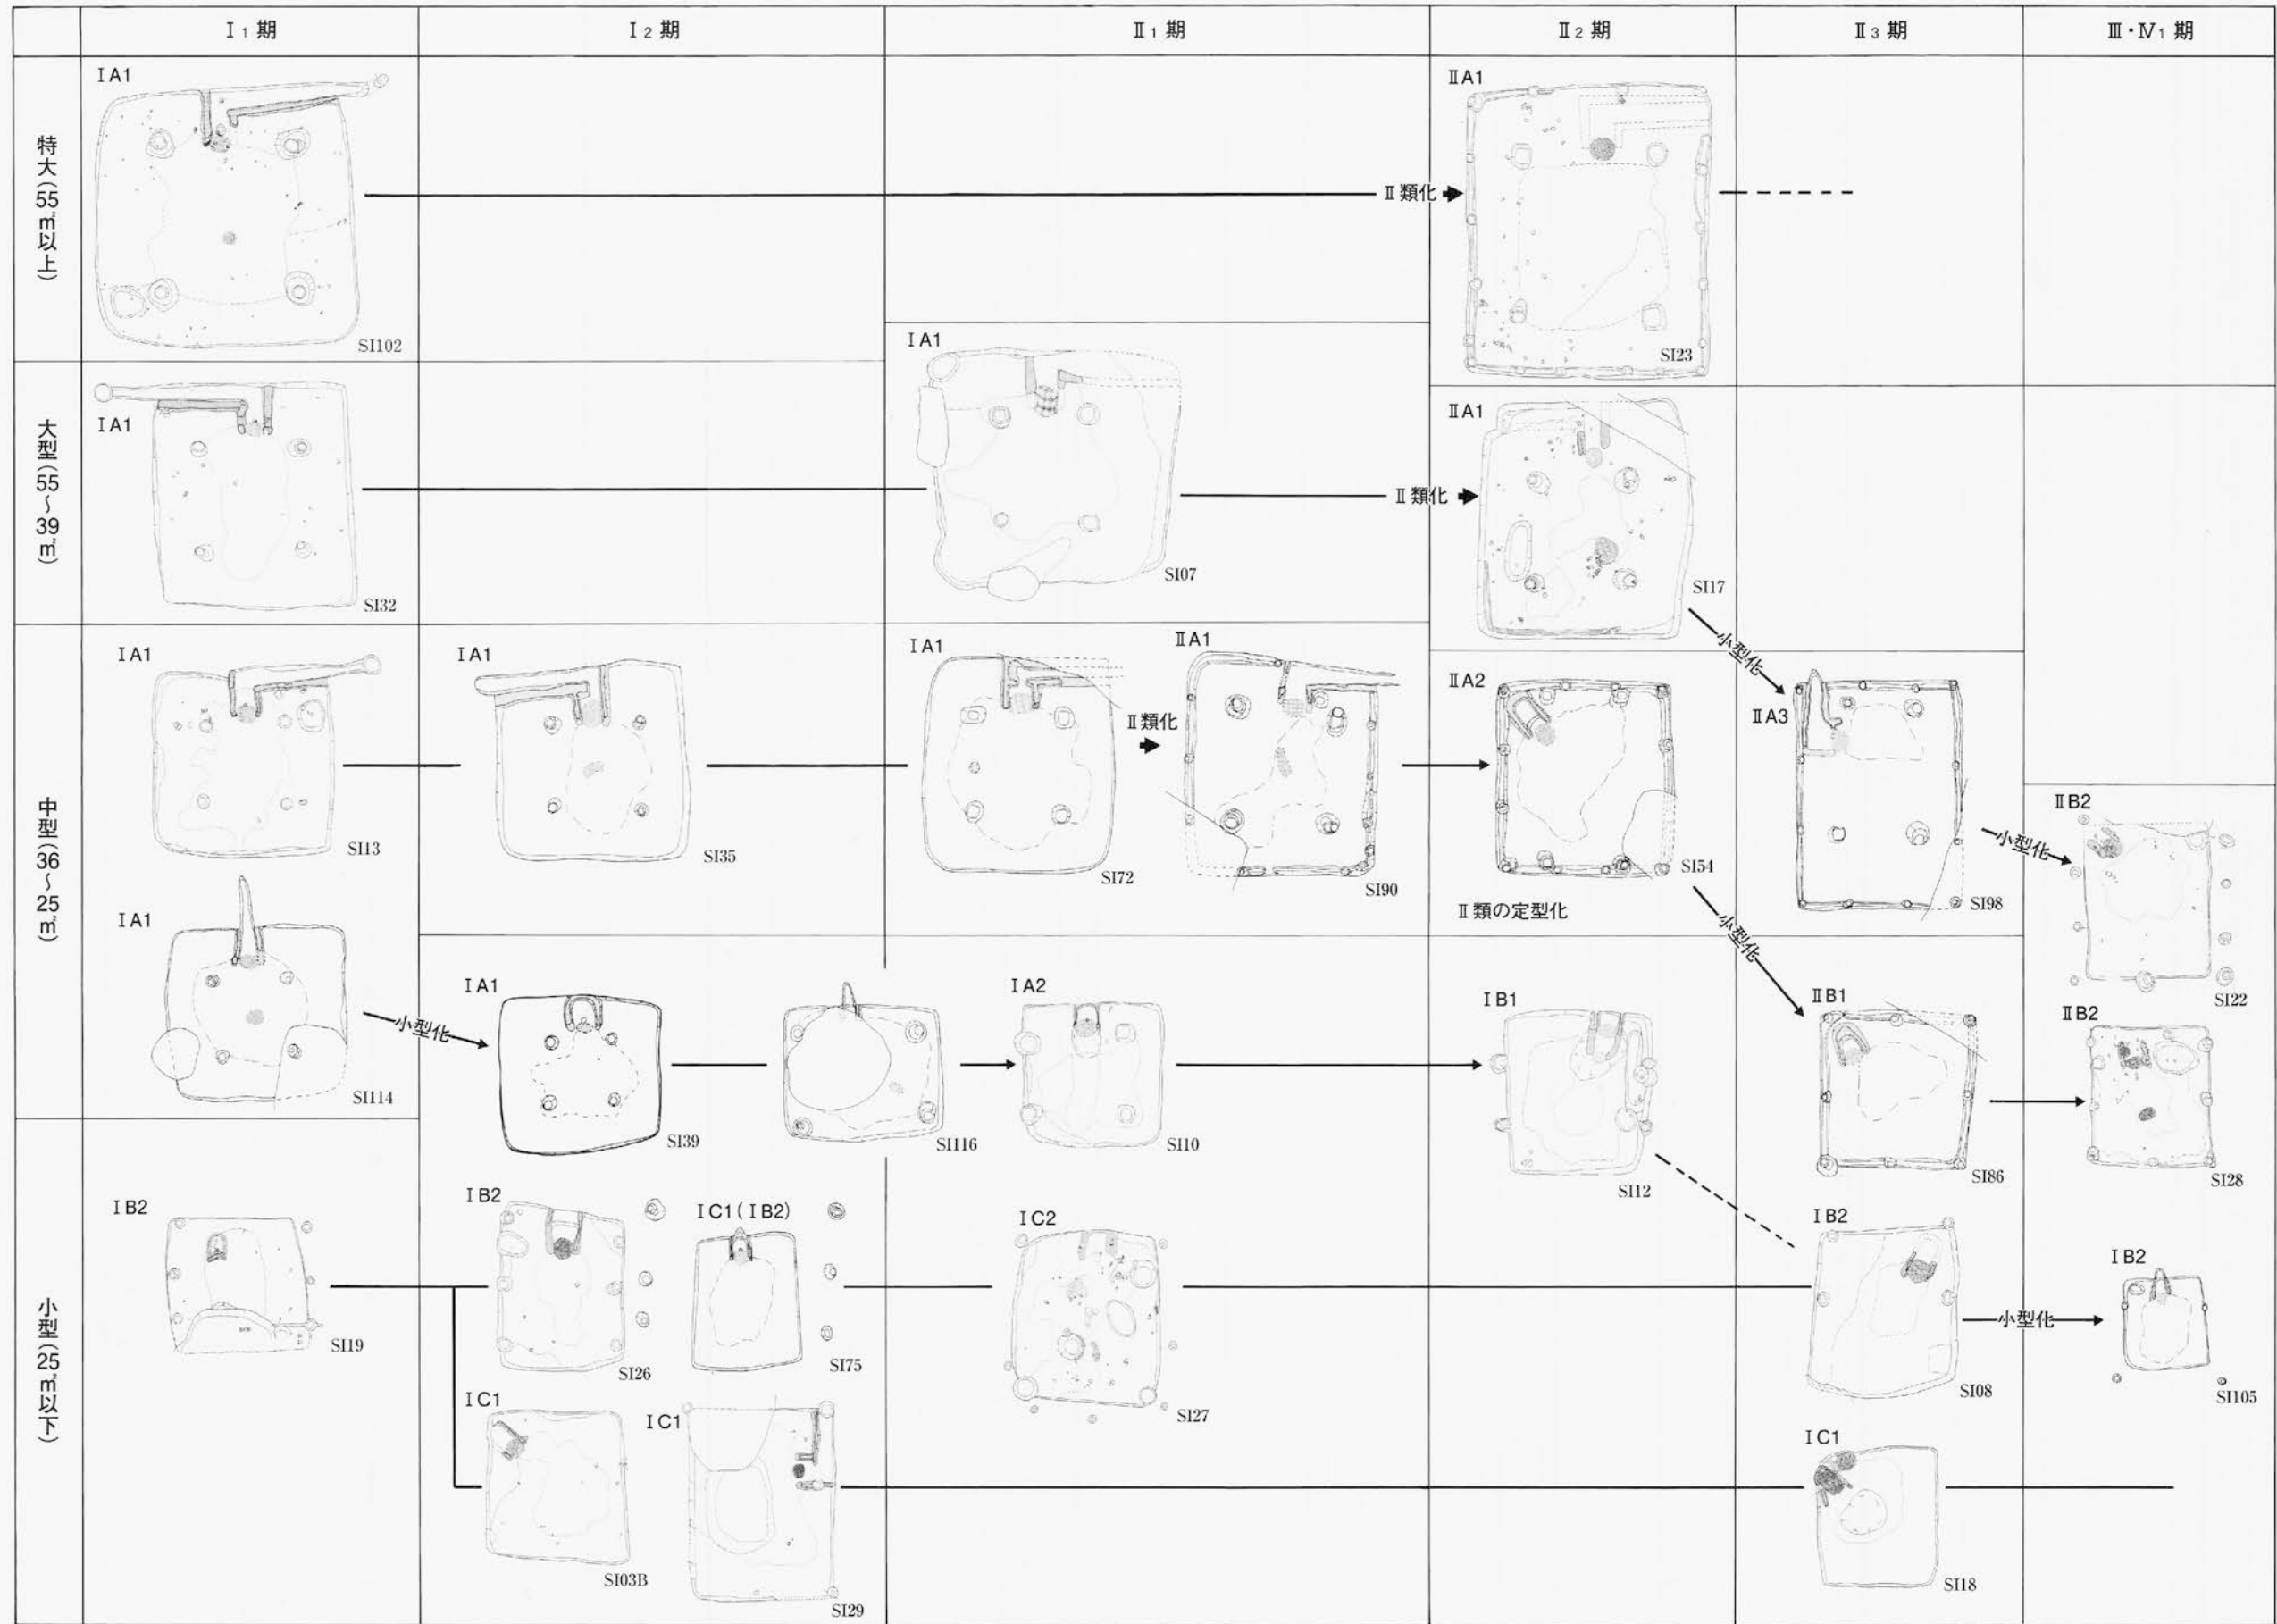 I1期
I2期
II1期
II2期
II3期
III・IV1期
特大（55㎡以上）
IA1
SI102
II類化
IIA1
SI23
大型（55〜39㎡）
IA1
SI32
IA1
SI07
II類化
IIA1
SI17
小型化
中型（36〜25㎡）
IA1
SI13
IA1
SI35
IA1
SI72
II類化
IIA1
SI90
IIA2
SI54
II類の定型化
小型化
IIA3
SI98
小型化
IIB2
SI22
IA1
SI114
小型化
IA1
SI39
SI116
IA2
SI10
IB1
SI12
IIB1
SI86
IIB2
SI28
小型（25㎡以下）
IB2
SI19
IB2
SI26
IC1（IB2）
SI75
IC2
SI27
IB2
SI08
小型化
IB2
SI105
IC1
SI03B
IC1
SI29
IC1
SI18